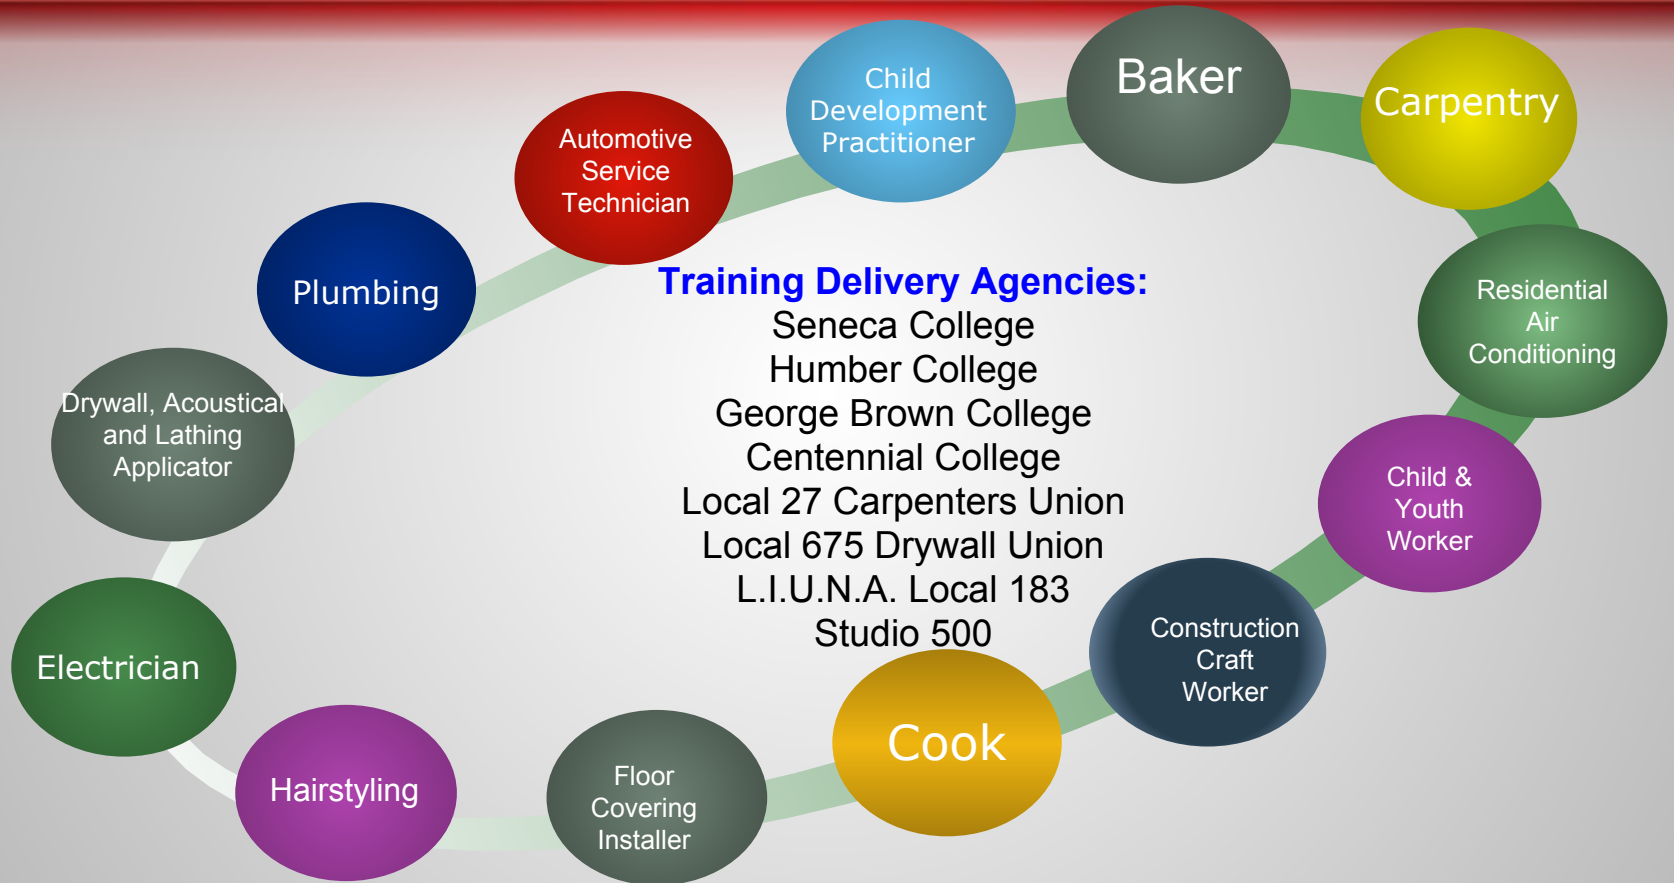 Baker
Carpentry
Child
Development
Practitioner
Automotive
Service
Technician
Plumbing
Residential
Air
Conditioning
Training Delivery Agencies:
Seneca College
Humber College
George Brown College
Centennial College
Local 27 Carpenters Union
Local 675 Drywall Union
L.I.U.N.A. Local 183
Studio 500
Drywall, Acoustical
and Lathing
Applicator
Child &
Youth
Worker
Construction
Craft
Worker
Electrician
Cook
Hairstyling
Floor
Covering
Installer